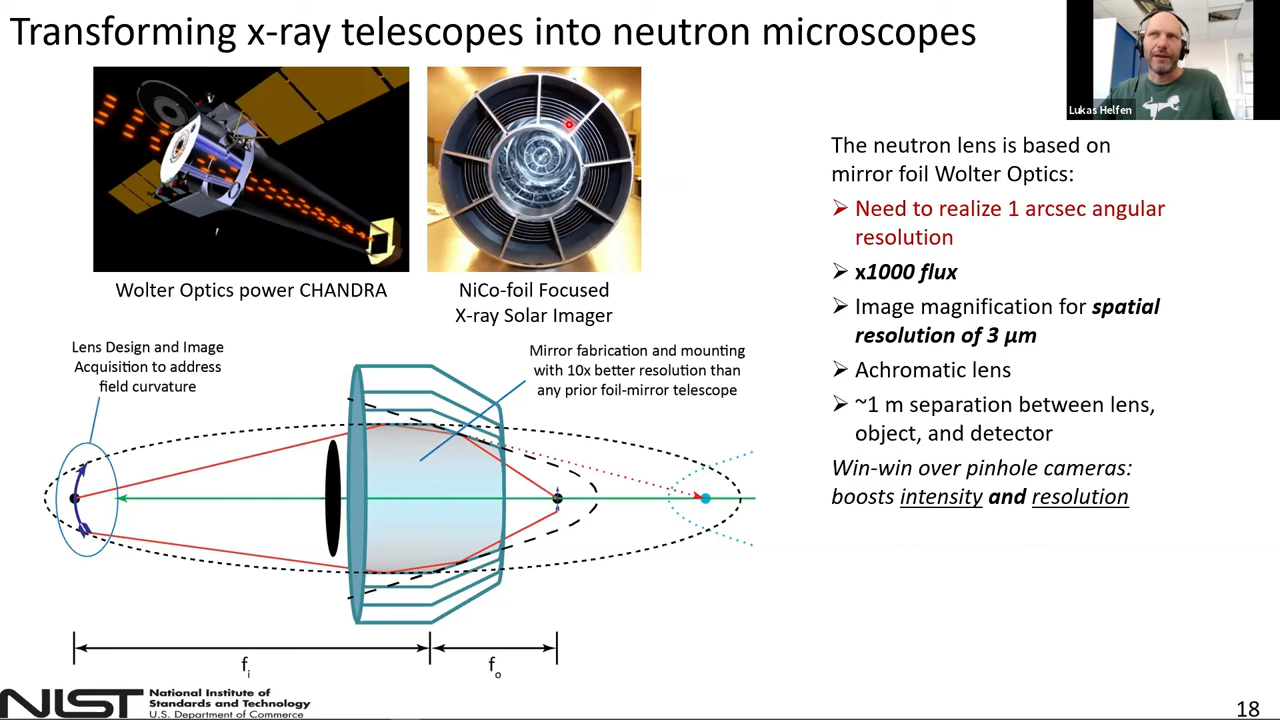 Transforming x-ray telescopes into neutron microscopes
Lukas Helfen
Wolter Optics power CHANDRA
NiCo-foil Focused
X-ray Solar Imager
The neutron lens is based on
mirror foil Wolter Optics:
➢ Need to realize 1 arcsec angular
resolution
➢ x1000 flux
➢ Image magnification for spatial
resolution of 3 µm
➢ Achromatic lens
➢ ~1 m separation between lens,
object, and detector
Win-win over pinhole cameras:
boosts intensity and resolution
Lens Design and Image
Acquisition to address
field curvature
Mirror fabrication and mounting
with 10x better resolution than
any prior foil-mirror telescope
fi
fo
NIST
National Institute of
Standards and Technology
U.S. Department of Commerce
18